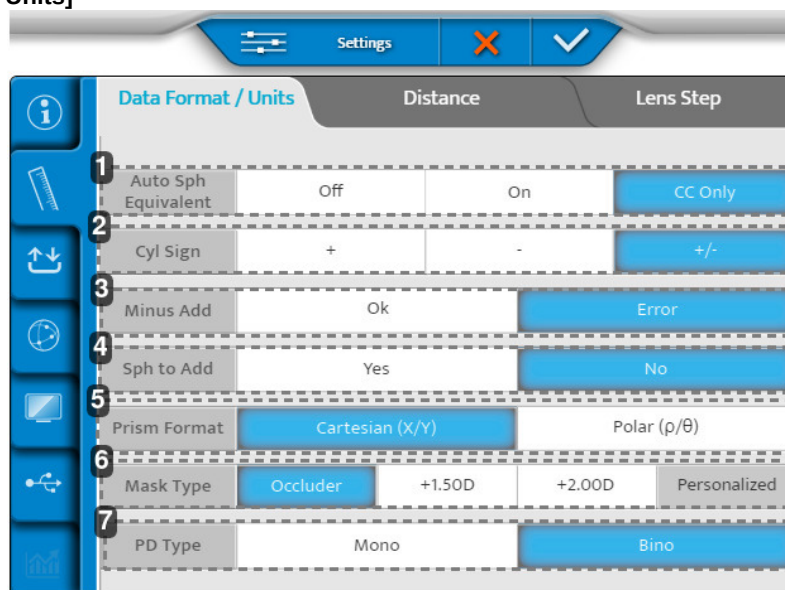 Units]
Settings
Data Format / Units Distance Lens Step
1
Auto Sph Equivalent Off On CC Only
2
Cyl Sign + - +/-
3
Minus Add Ok Error
4
Sph to Add Yes No
5
Prism Format Cartesian (X/Y) Polar (ρ/θ)
6
Mask Type Occluder +1.50D +2.00D Personalized
7
PD Type Mono Bino